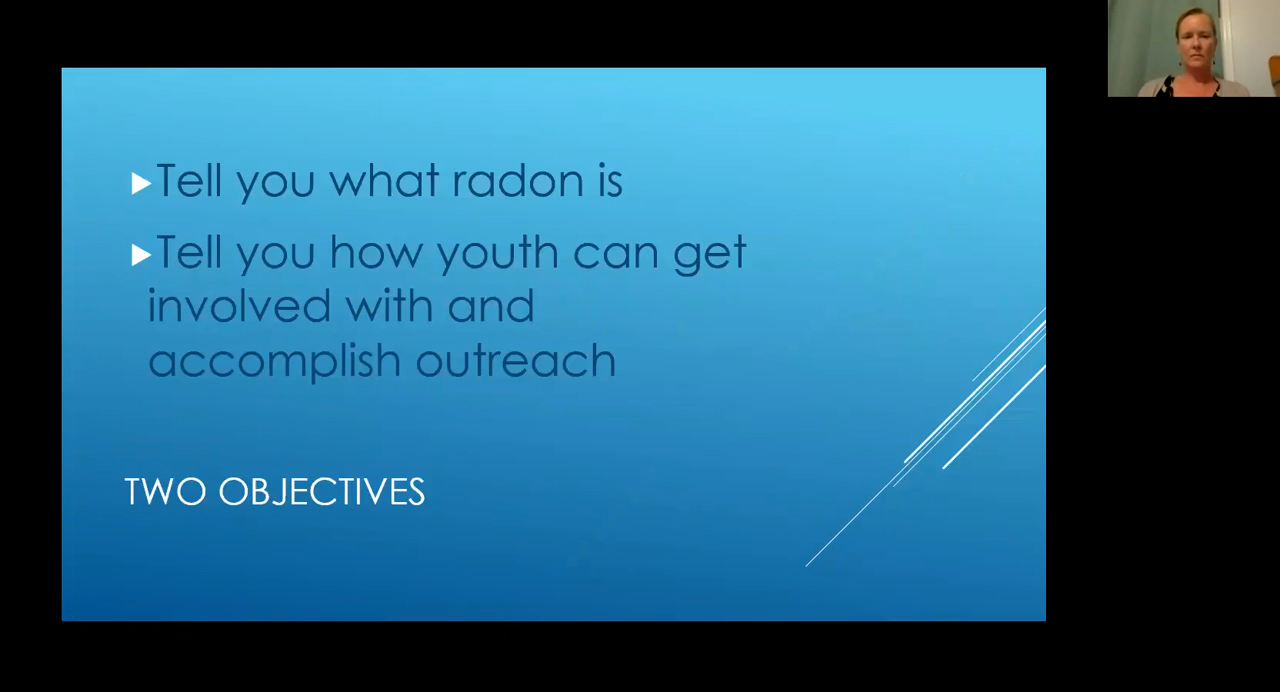 Tell you what radon is
Tell you how youth can get
involved with and
accomplish outreach
TWO OBJECTIVES